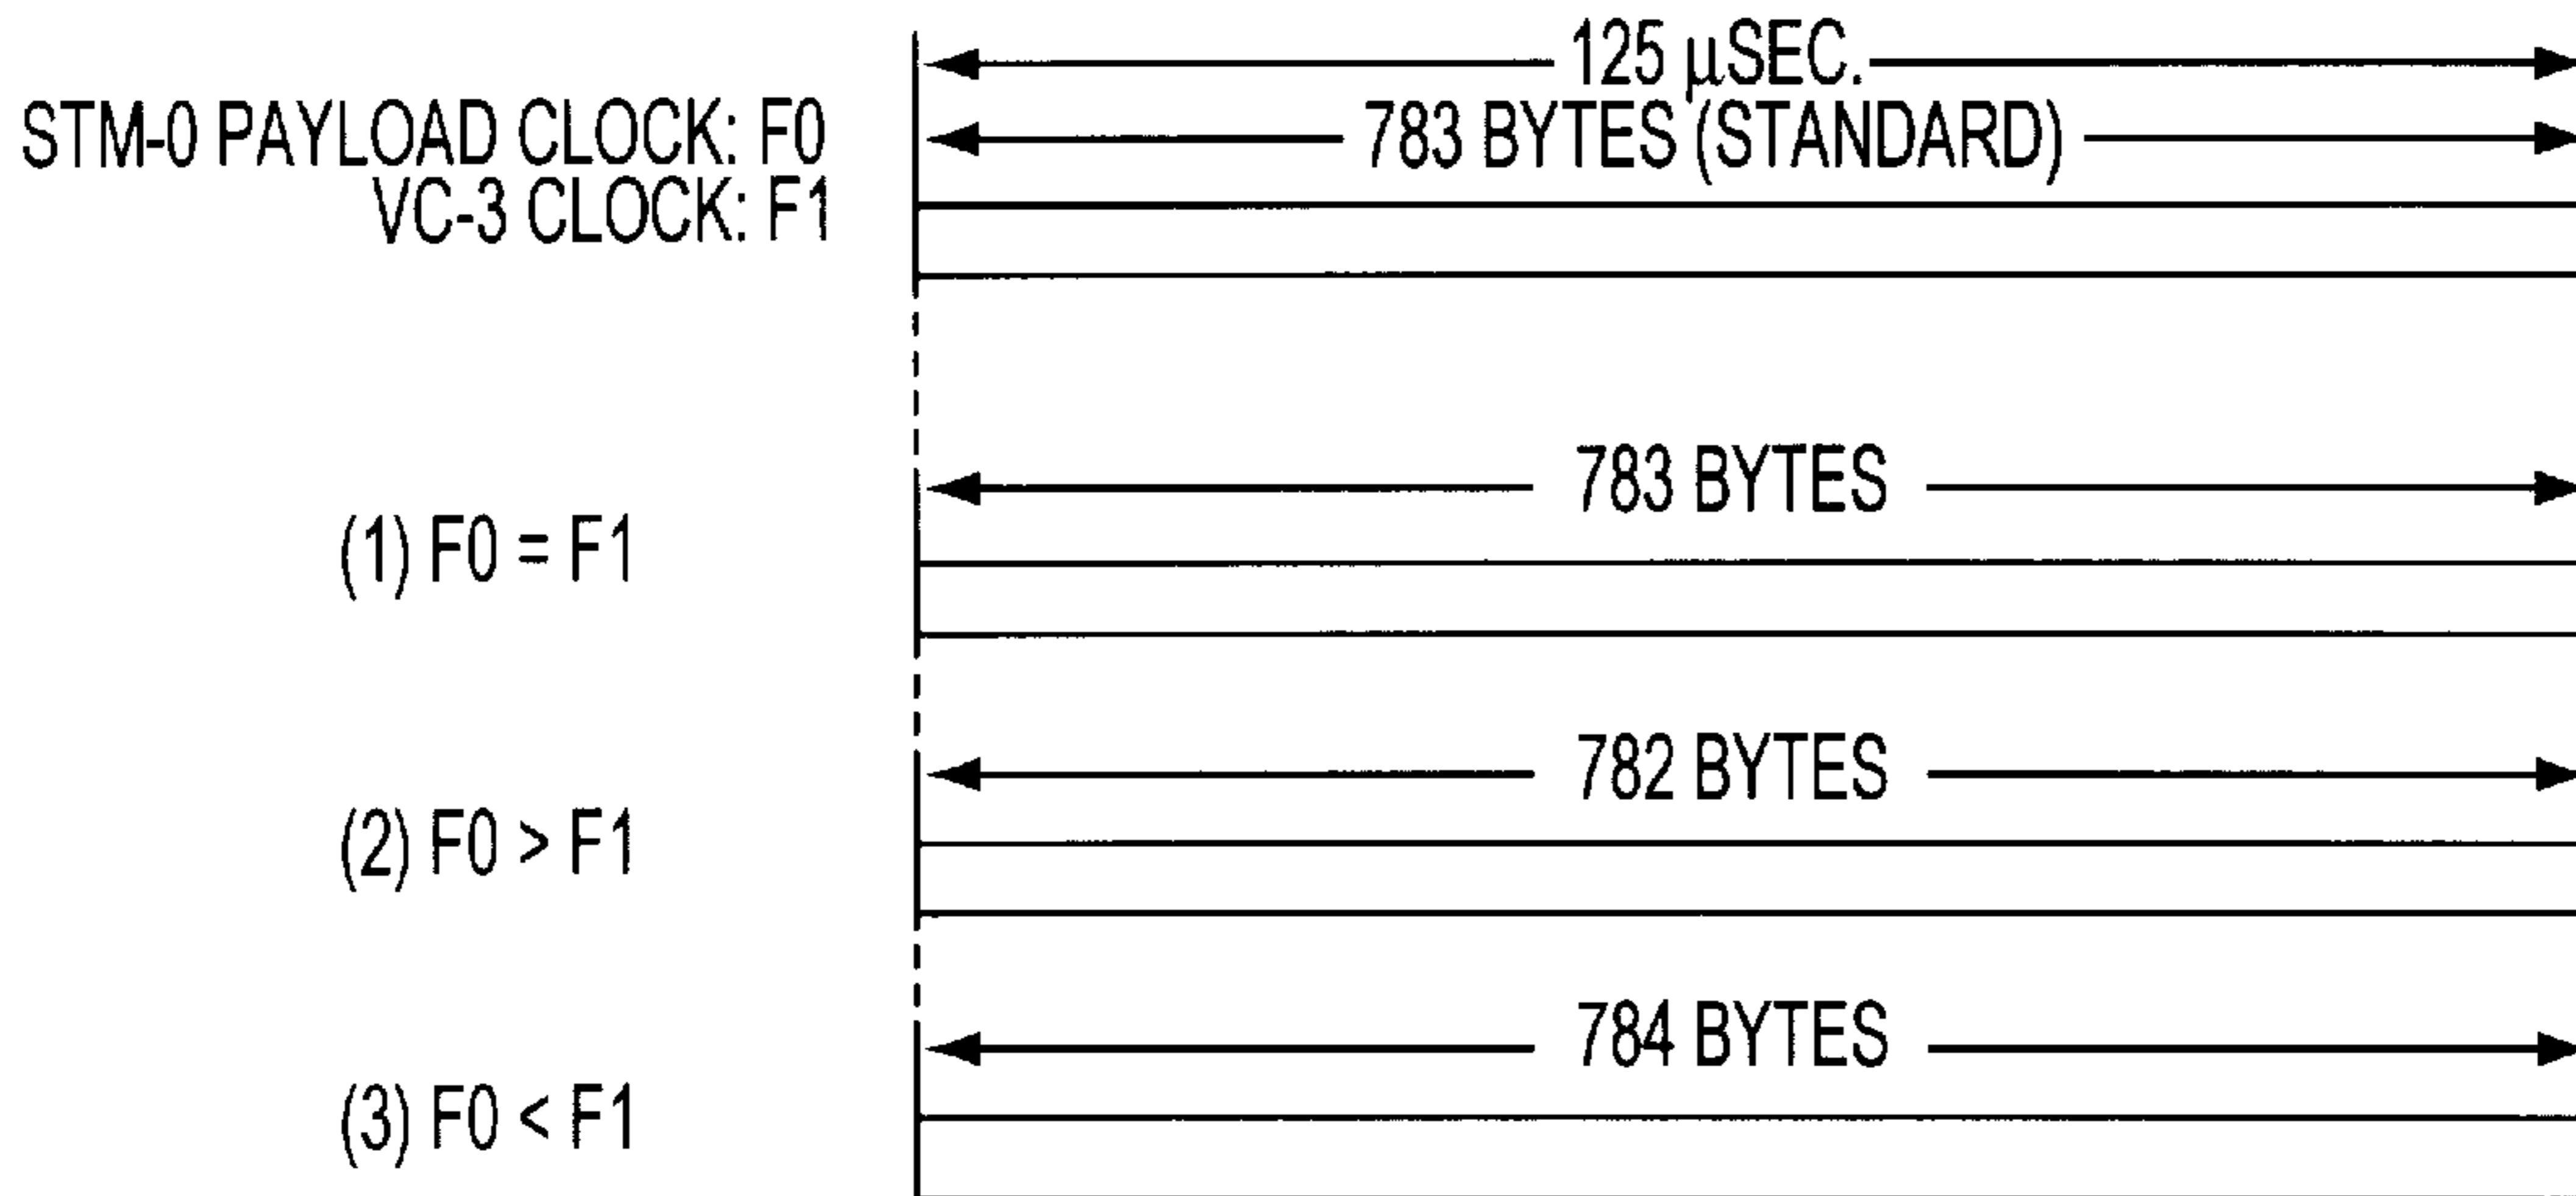 125 µSEC.
STM-0 PAYLOAD CLOCK: F0
783 BYTES (STANDARD)
VC-3 CLOCK: F1
783 BYTES
(1) F0 = F1
782 BYTES
(2) F0 > F1
784 BYTES
(3) F0 < F1